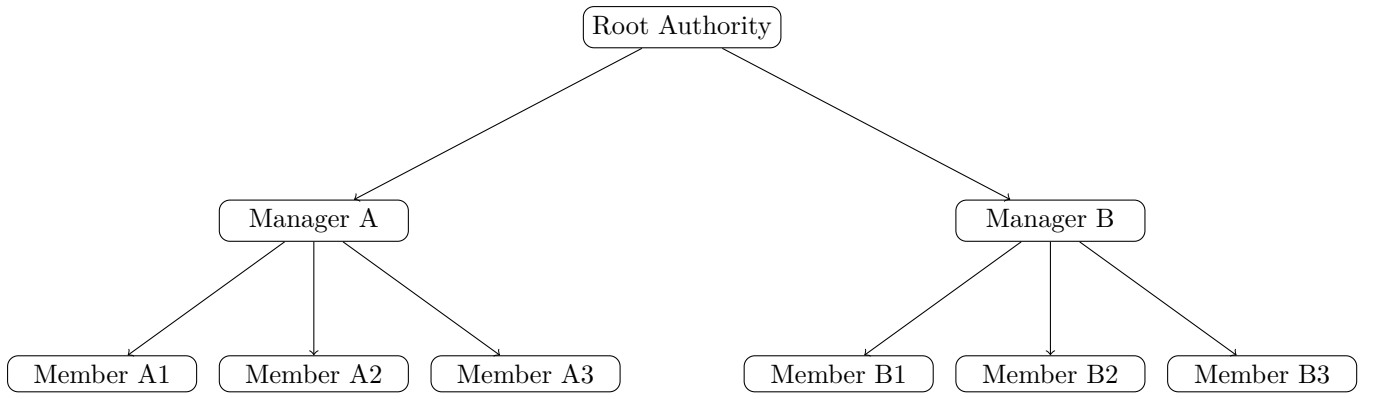 Root Authority
Manager A
Manager B
Member A1
Member A2
Member A3
Member B1
Member B2
Member B3